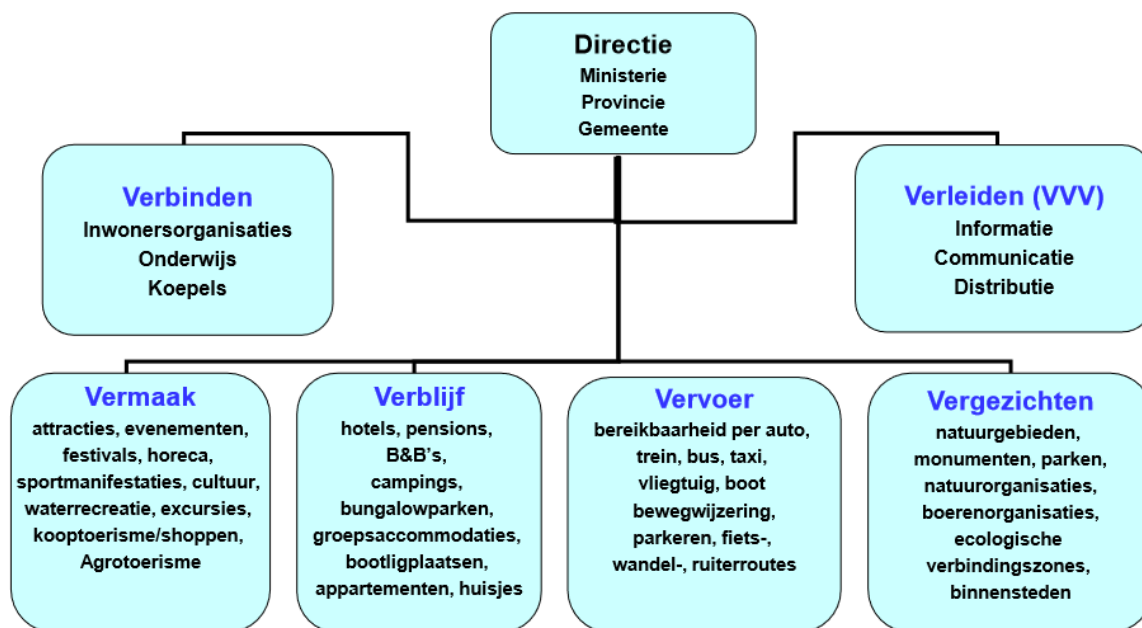 Directie
Ministerie
Provincie
Gemeente
Verbinden
Inwonersorganisaties
Onderwijs
Koepels
Verleiden (VVV)
Informatie
Communicatie
Distributie
Vermaak
attracties, evenementen,
festivals, horeca,
sportmanifestaties, cultuur,
waterrecreatie, excursies,
kooptoerisme/shoppen,
Agrotoerisme
Verblijf
hotels, pensions,
B&B's,
campings,
bungalowparken,
groepsaccommodaties,
bootligplaatsen,
appartementen, huisjes
Vervoer
bereikbaarheid per auto,
trein, bus, taxi,
vliegtuig, boot
bewegwijzering,
parkeren, fiets-,
wandel-, ruiterroutes
Vergezichten
natuurgebieden,
monumenten, parken,
natuurorganisaties,
boerenorganisaties,
ecologische
verbindingszones,
binnensteden